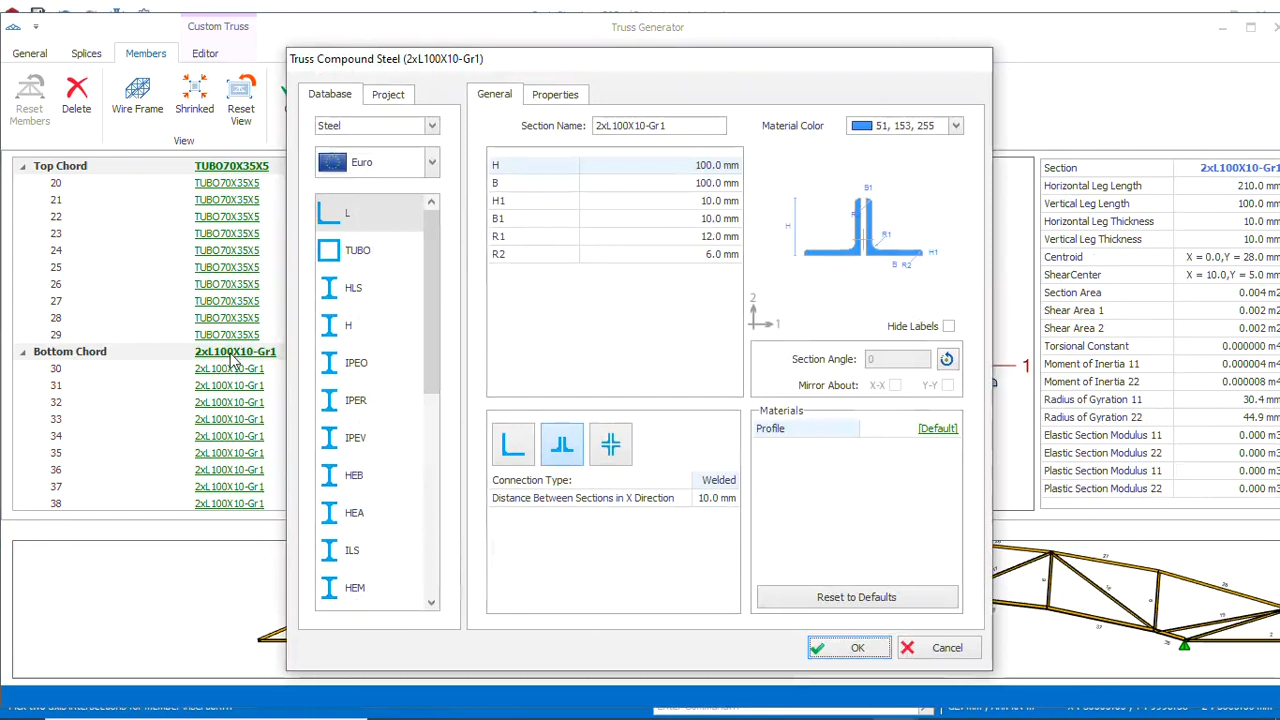 Custom Truss
Truss Generator
General
Splices
Members
Editor
Reset Members
Delete
Wire Frame
Shrinked
Reset View
View
Top Chord TUBO70X35X5
20 TUBO70X35X5
21 TUBO70X35X5
22 TUBO70X35X5
23 TUBO70X35X5
24 TUBO70X35X5
25 TUBO70X35X5
26 TUBO70X35X5
27 TUBO70X35X5
28 TUBO70X35X5
29 TUBO70X35X5
Bottom Chord 2xL100X10-Gr1
30 2xL100X10-Gr1
31 2xL100X10-Gr1
32 2xL100X10-Gr1
33 2xL100X10-Gr1
34 2xL100X10-Gr1
35 2xL100X10-Gr1
36 2xL100X10-Gr1
37 2xL100X10-Gr1
38 2xL100X10-Gr1
Truss Compound Steel (2xL100X10-Gr1)
Database
Project
Steel
Euro
L
TUBO
HLS
H
IPEO
IPER
IPEV
HEB
HEA
ILS
HEM
General
Properties
Section Name: 2xL100X10-Gr1
Material Color 51, 153, 255
H 100.0 mm
B 100.0 mm
H1 10.0 mm
B1 10.0 mm
R1 12.0 mm
R2 6.0 mm
B1
H
R1
H1
B R2
2
1
Hide Labels
Section Angle: 0
Mirror About: X-X Y-Y
Materials
Profile [Default]
Connection Type: Welded
Distance Between Sections in X Direction 10.0 mm
Reset to Defaults
OK
Cancel
1
Section 2xL100X10-Gr1
Horizontal Leg Length 210.0 mm
Vertical Leg Length 100.0 mm
Horizontal Leg Thickness 10.0 mm
Vertical Leg Thickness 10.0 mm
Centroid X = 0.0,Y = 28.0 mm
ShearCenter X = 10.0,Y = 5.0 mm
Section Area 0.004 m2
Shear Area 1 0.002 m2
Shear Area 2 0.002 m2
Torsional Constant 0.000000 m4
Moment of Inertia 11 0.000004 m4
Moment of Inertia 22 0.000008 m4
Radius of Gyration 11 30.4 mm
Radius of Gyration 22 44.9 mm
Elastic Section Modulus 11 0.000 m3
Elastic Section Modulus 22 0.000 m3
Plastic Section Modulus 11 0.000 m3
Plastic Section Modulus 22 0.000 m3
27
37
2